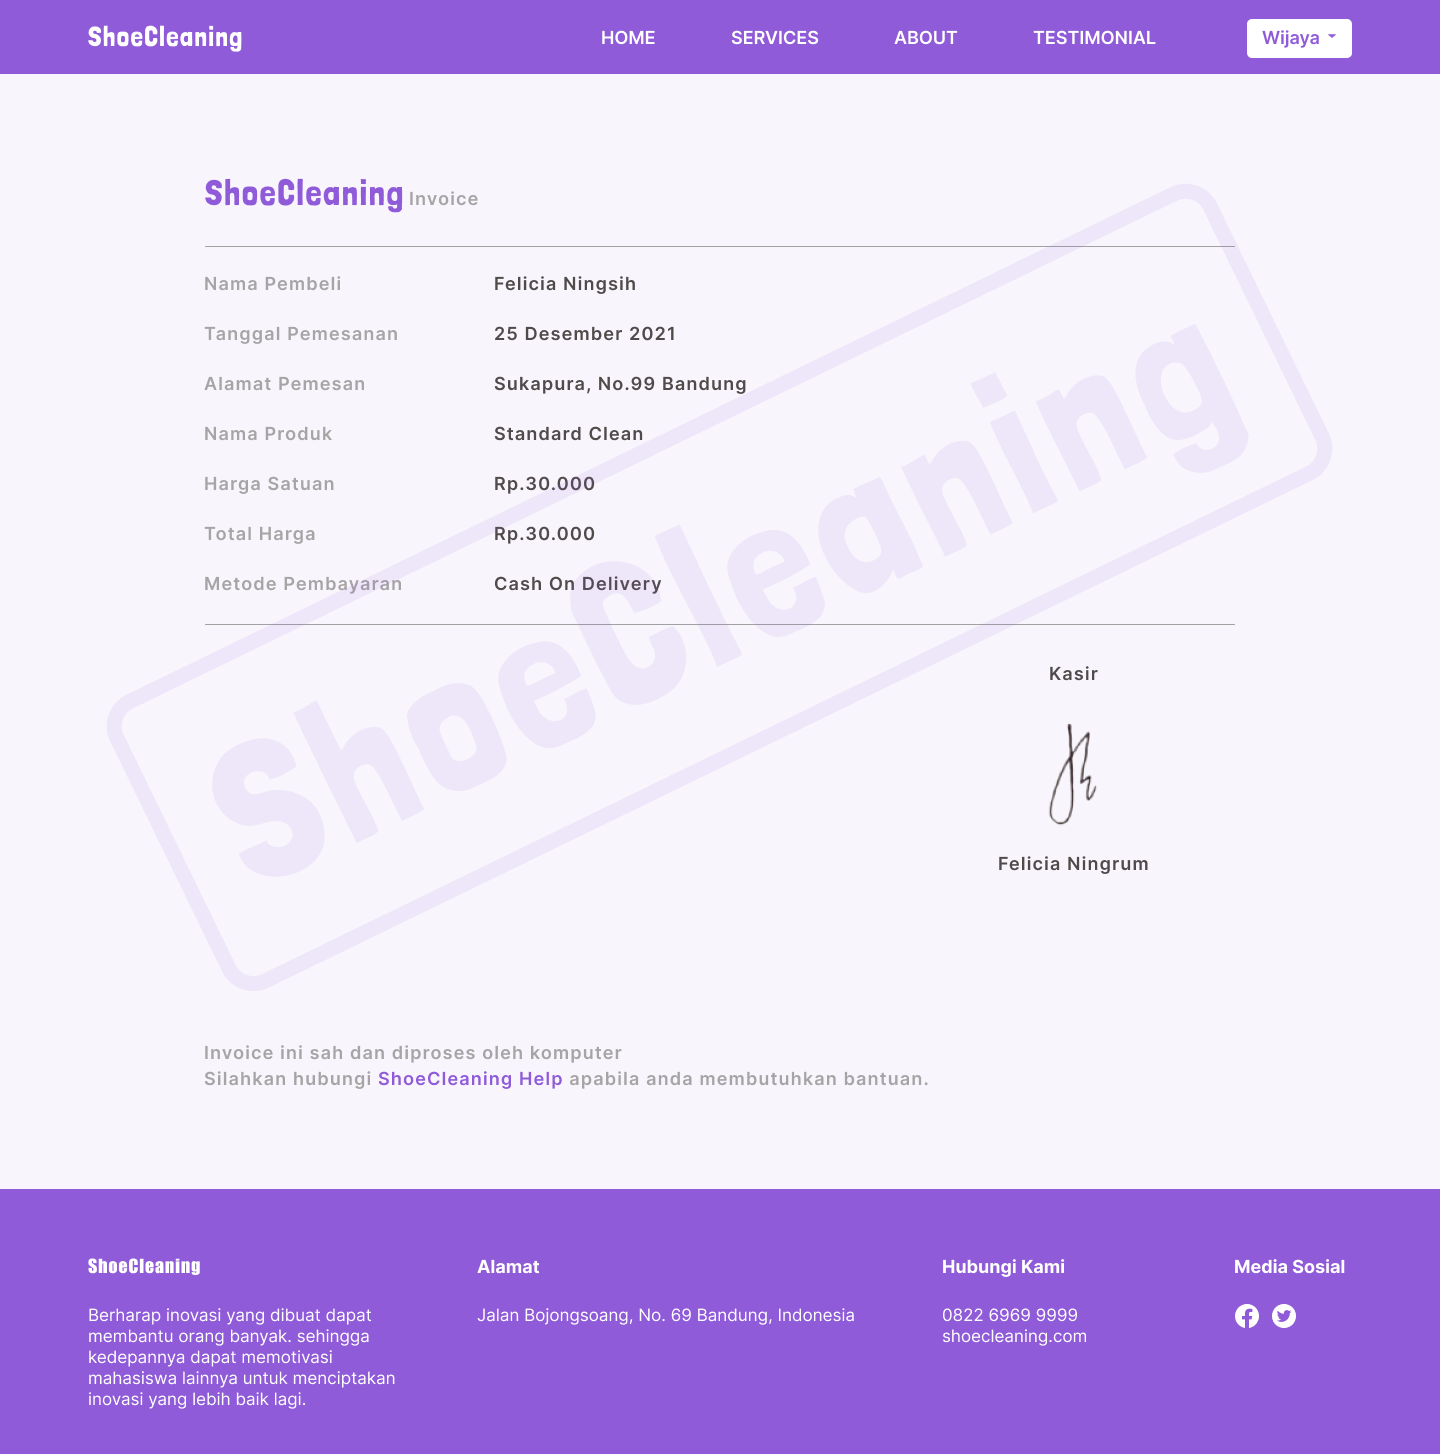 ShoeCleaning
HOME SERVICES ABOUT TESTIMONIAL Wijaya
ShoeCleaning Invoice
Nama Pembeli Felicia Ningsih
Tanggal Pemesanan 25 Desember 2021
Alamat Pemesan Sukapura, No.99 Bandung
Nama Produk Standard Clean
Harga Satuan Rp.30.000
Total Harga Rp.30.000
Metode Pembayaran Cash On Delivery
ShoeCleaning
Kasir
Felicia Ningrum
Invoice ini sah dan diproses oleh komputer
Silahkan hubungi ShoeCleaning Help apabila anda membutuhkan bantuan.
ShoeCleaning
Berharap inovasi yang dibuat dapat
membantu orang banyak. sehingga
kedepannya dapat memotivasi
mahasiswa lainnya untuk menciptakan
inovasi yang lebih baik lagi.
Alamat
Jalan Bojongsoang, No. 69 Bandung, Indonesia
Hubungi Kami
0822 6969 9999
shoecleaning.com
Media Sosial